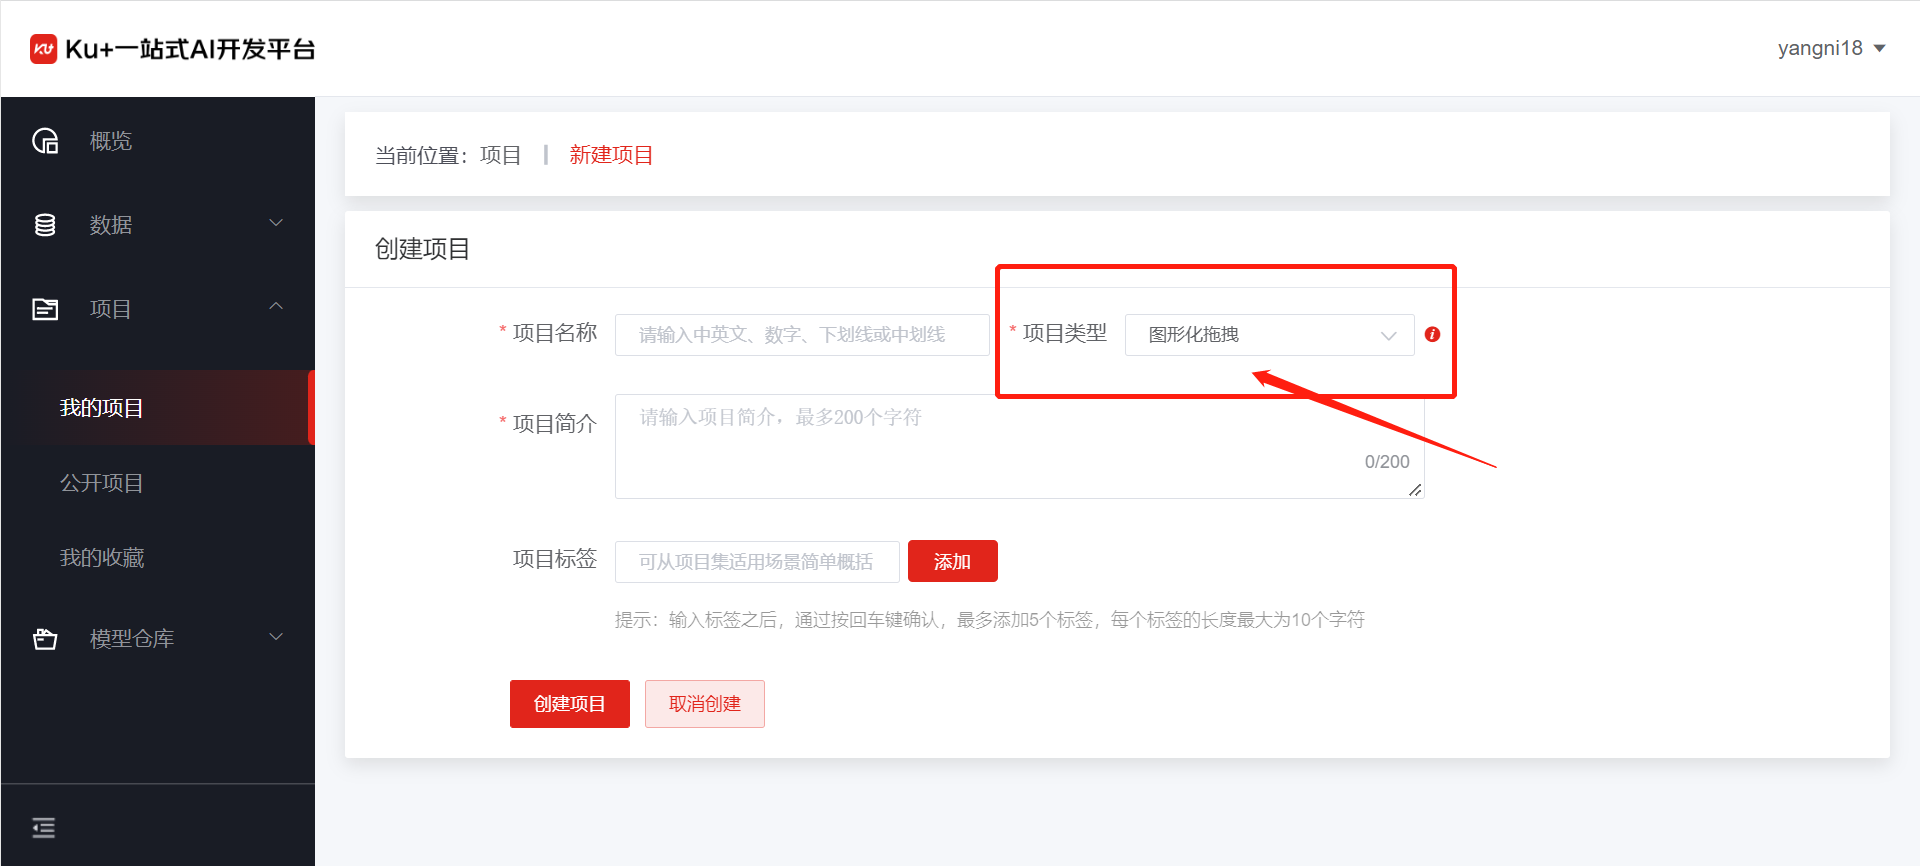 Ku+一站式AI开发平台
yangni18
概览
数据
项目
我的项目
公开项目
我的收藏
模型仓库
当前位置：项目 | 新建项目
创建项目
* 项目名称 请输入中英文、数字、下划线或中划线 * 项目类型 图形化拖拽
* 项目简介 请输入项目简介，最多200个字符
0/200
项目标签 可从项目集适用场景简单概括 添加
提示：输入标签之后，通过按回车键确认，最多添加5个标签，每个标签的长度最大为10个字符
创建项目 取消创建